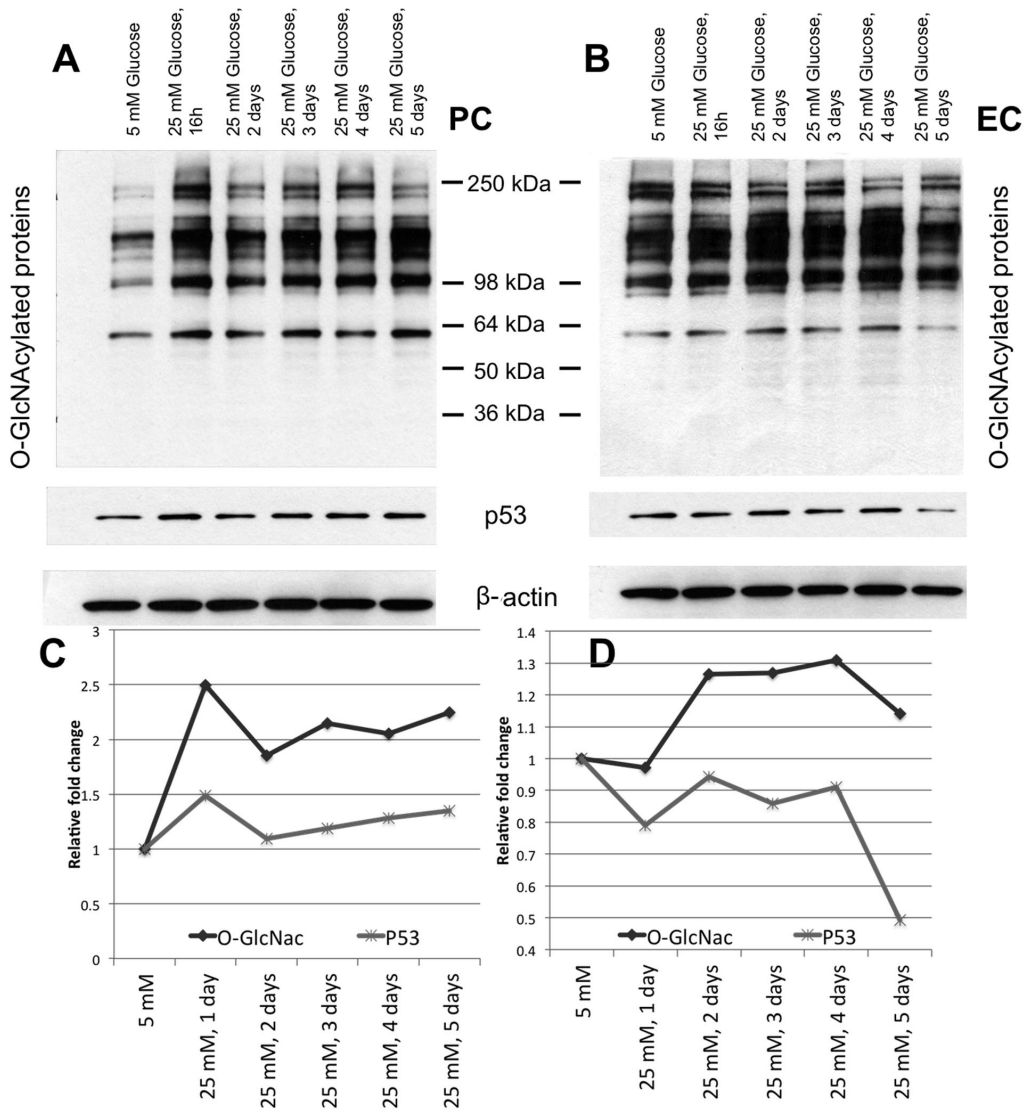 A
5 mM Glucose
25 mM Glucose,
16h
25 mM Glucose,
2 days
25 mM Glucose,
3 days
25 mM Glucose,
4 days
25 mM Glucose,
5 days
PC
B
5 mM Glucose
25 mM Glucose,
16h
25 mM Glucose,
2 days
25 mM Glucose,
3 days
25 mM Glucose,
4 days
25 mM Glucose,
5 days
EC
O-GlcNAcylated proteins
250 kDa
98 kDa
64 kDa
50 kDa
36 kDa
O-GlcNAcylated proteins
p53
β-actin
C
Relative fold change
3
2.5
2
1.5
1
0.5
0
O-GlcNac
P53
5 mM
25 mM, 1 day
25 mM, 2 days
25 mM, 3 days
25 mM, 4 days
25 mM, 5 days
D
Relative fold change
1.4
1.3
1.2
1.1
1
0.9
0.8
0.7
0.6
0.5
0.4
O-GlcNac
P53
5 mM
25 mM, 1 day
25 mM, 2 days
25 mM, 3 days
25 mM, 4 days
25 mM, 5 days